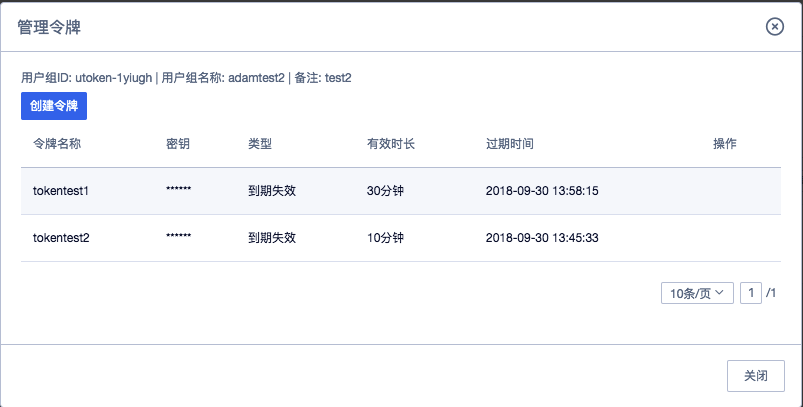 管理令牌
用户组ID: utoken-1yiugh | 用户组名称: adamtest2 | 备注: test2
创建令牌
令牌名称 密钥 类型 有效时长 过期时间 操作
tokentest1 ****** 到期失效 30分钟 2018-09-30 13:58:15
tokentest2 ****** 到期失效 10分钟 2018-09-30 13:45:33
10条/页 1 /1
关闭